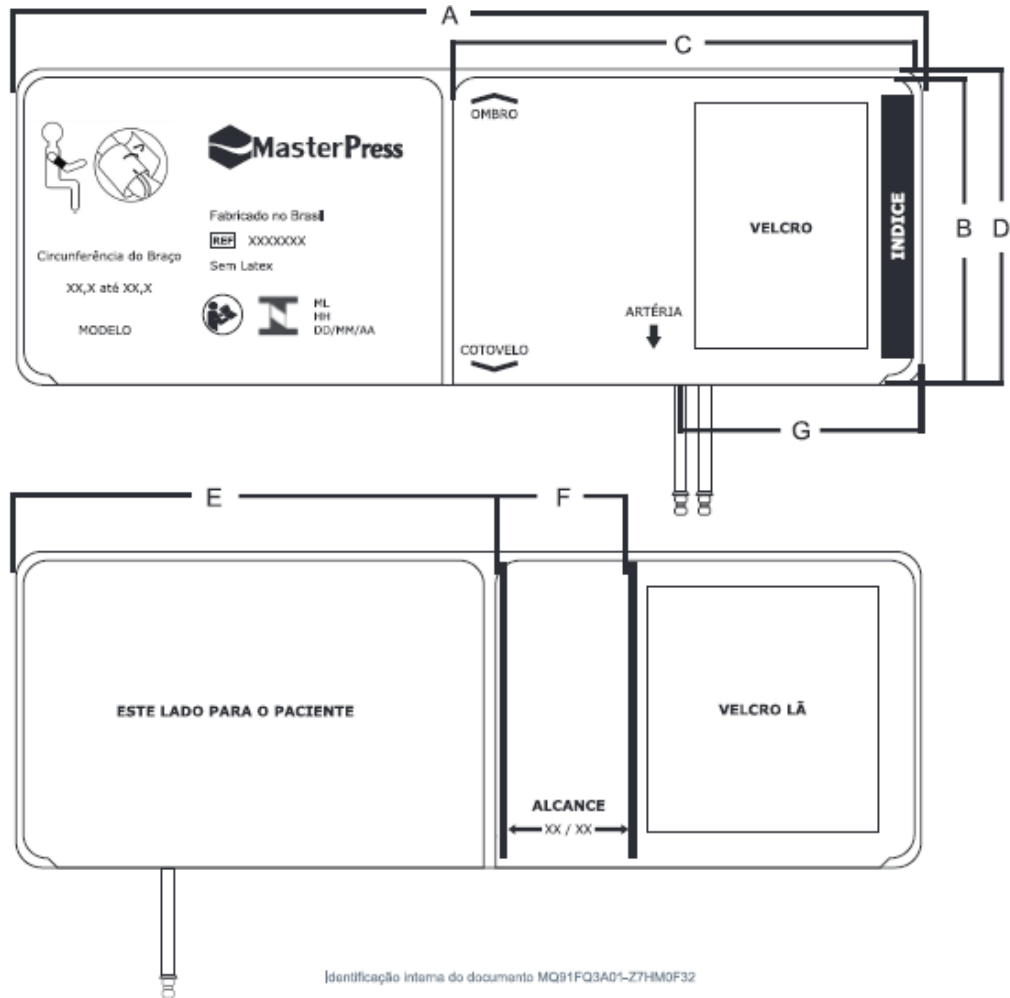 A
C
OMBRO
MasterPress
Fabricado no Brasil
REF XXXXXXX
Sem Latex
Circunferência do Braço
XX,X até XX,X
MODELO
ML
HH
DD/MM/AA
VELCRO
INDICE
B
D
ARTÉRIA
COTOVELO
G
E
F
ESTE LADO PARA O PACIENTE
VELCRO LÃ
ALCANCE
XX / XX
Identificação interna do documento MQ91FQ3A01-Z7HM0F32